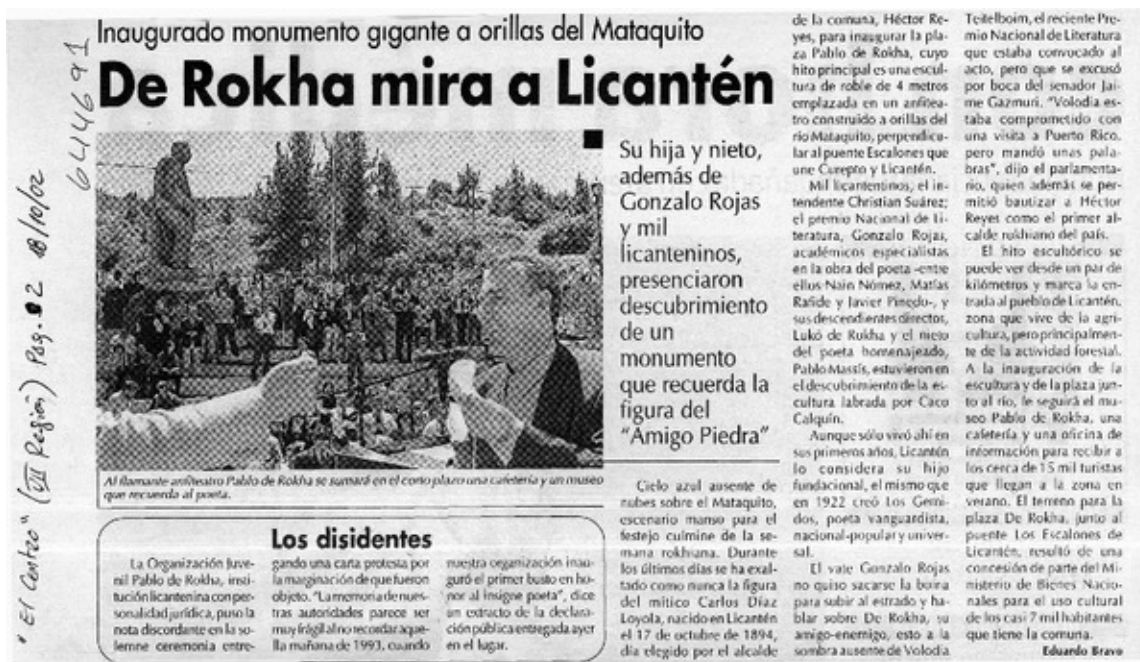 "El Centro" (VII Región) Pag. 2 18/10/02
644691
Inaugurado monumento gigante a orillas del Mataquito
De Rokha mira a Licantén
Su hija y nieto,
además de
Gonzalo Rojas
y mil
licanteninos,
presenciaron
descubrimiento
de un
monumento
que recuerda la
figura del
"Amigo Piedra"
Al flamante anfiteatro Pablo de Rokha se sumará en el corto plazo una cafetería y un museo
que recuerda al poeta.
Los disidentes
La Organización Juve-
nil Pablo de Rokha, insti-
tución licantenina con per-
sonalidad jurídica, puso la
nota discordante en la so-
lemne ceremonia entre-
gando una carta protesta por
la marginación de que fueron
objeto. "La memoria de nues-
tras autoridades parece ser
muy frágil al no recordar aque-
lla mañana de 1993, cuando
nuestra organización inau-
guró el primer busto en ho-
nor al insigne poeta", dice
un extracto de la declara-
ción pública entregada ayer
en el lugar.
Cielo azul ausente de
nubes sobre el Mataquito,
escenario manso para el
festejo culmine de la se-
mana rokhiana. Durante
los últimos días se ha exal-
tado como nunca la figura
del mítico Carlos Díaz
Loyola, nacido en Licantén
el 17 de octubre de 1894,
día elegido por el alcalde
de la comuna, Héctor Re-
yes, para inaugurar la pla-
za Pablo de Rokha, cuyo
hito principal es una escul-
tura de roble de 4 metros
emplazada en un anfitea-
tro construido a orillas del
río Mataquito, perpendicu-
lar al puente Escalones que
une Curepto y Licantén.
Mil licantentinos, el in-
tendente Christian Suárez;
el premio Nacional de Li-
teratura, Gonzalo Rojas,
académicos especialistas
en la obra del poeta -entre
ellos Naín Nómez, Matías
Rafide y Javier Pinedo-, y
sus descendientes directos,
Lukó de Rokha y el nieto
del poeta homenajeado,
Pablo Massís, estuvieron en
el descubrimiento de la es-
cultura labrada por Caco
Calquín.
Aunque sólo vivó ahí en
sus primeros años, Licantén
lo considera su hijo
fundacional, el mismo que
en 1922 creó Los Gemi-
dos, poeta vanguardista,
nacional-popular y univer-
sal.
El vate Gonzalo Rojas
no quiso sacarse la boina
para subir al estrado y ha-
blar sobre De Rokha, su
amigo-enemigo, esto a la
sombra ausente de Volodia
Teitelboim, el reciente Pre-
mio Nacional de Literatura
que estaba convocado al
acto, pero que se excusó
por boca del senador Jai-
me Gazmuri. "Volodia es-
taba comprometido con
una visita a Puerto Rico,
pero mandó unas pala-
bras", dijo el parlamenta-
rio, quien además se per-
mitió bautizar a Héctor
Reyes como el primer al-
calde rokhiano del país.
El hito escultórico se
puede ver desde un par de
kilómetros y marca la en-
trada al pueblo de Licantén,
zona que vive de la agri-
cultura, pero principalmen-
te de la actividad forestal.
A la inauguración de la
escultura y de la plaza jun-
to al río, le seguirá el mu-
seo Pablo de Rokha, una
cafetería y una oficina de
información para recibir a
los cerca de 15 mil turistas
que llegan a la zona en
verano. El terreno para la
plaza De Rokha, junto al
puente Los Escalones de
Licantén, resultó de una
concesión de parte del Mi-
nisterio de Bienes Nacio-
nales para el uso cultural
de los casi 7 mil habitantes
que tiene la comuna.
Eduardo Bravo